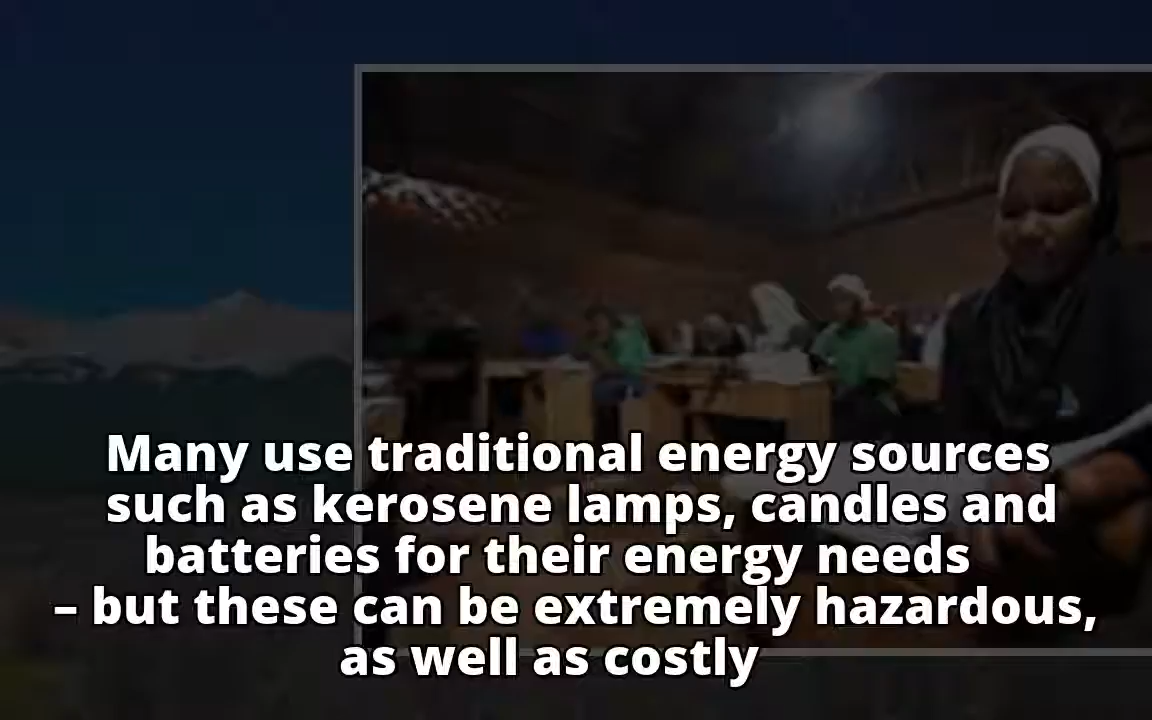 Many use traditional energy sources
such as kerosene lamps, candles and
batteries for their energy needs
– but these can be extremely hazardous,
as well as costly